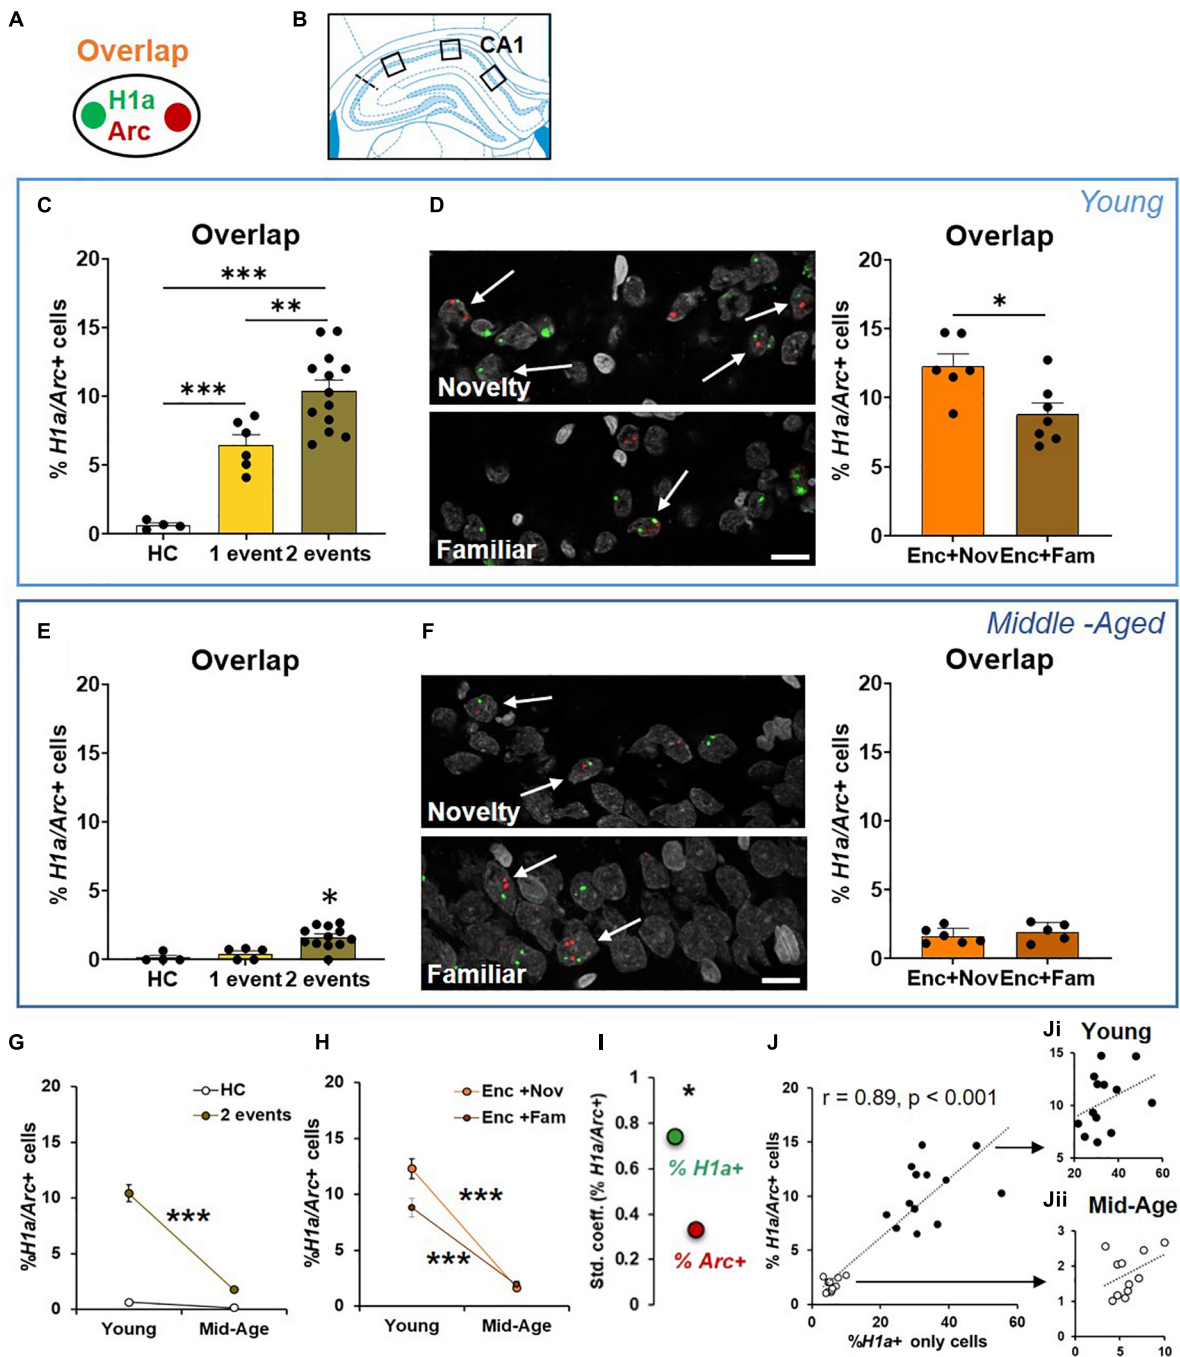 A
Overlap
H1a
Arc
B
CA1
Young
C
Overlap
% H1a/Arc+ cells
20
15
10
5
0
***
**
***
HC
1 event
2 events
D
Novelty
Familiar
Overlap
% H1a/Arc+ cells
20
15
10
5
0
*
Enc+Nov
Enc+Fam
Middle -Aged
E
Overlap
% H1a/Arc+ cells
20
15
10
5
0
*
HC
1 event
2 events
F
Novelty
Familiar
Overlap
% H1a/Arc+ cells
20
15
10
5
0
Enc+Nov
Enc+Fam
G
%H1a/Arc+ cells
20
15
10
5
0
HC
2 events
***
Young
Mid-Age
H
%H1a/Arc+ cells
20
15
10
5
0
Enc +Nov
Enc +Fam
***
***
Young
Mid-Age
I
Std. coeff.(% H1a/Arc+)
1
0.8
0.6
0.4
0.2
0
*
% H1a+
% Arc+
J
% H1a/Arc+ cells
20
15
10
5
0
r = 0.89, p < 0.001
0
20
40
60
%H1a+ only cells
Ji
Young
15
10
5
20
40
60
Jii
Mid-Age
3
2
1
0
0
5
10